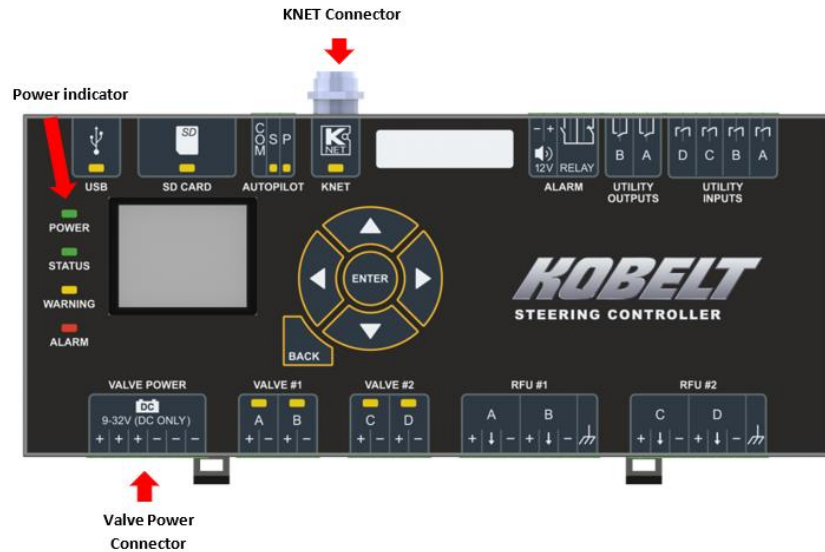 KNET Connector
Power indicator
SD
COM S P
K
NET
- +
12V RELAY
B A
D C B A
USB
SD CARD
AUTOPILOT
KNET
ALARM
UTILITY
OUTPUTS
UTILITY
INPUTS
POWER
STATUS
WARNING
ALARM
ENTER
BACK
KOBELT
STEERING CONTROLLER
VALVE POWER
VALVE #1
VALVE #2
RFU #1
RFU #2
DC
9-32V (DC ONLY)
+ + + - - -
A B
+ - + -
C D
+ - + -
A B
+ - + -
C D
+ - + -
Valve Power
Connector